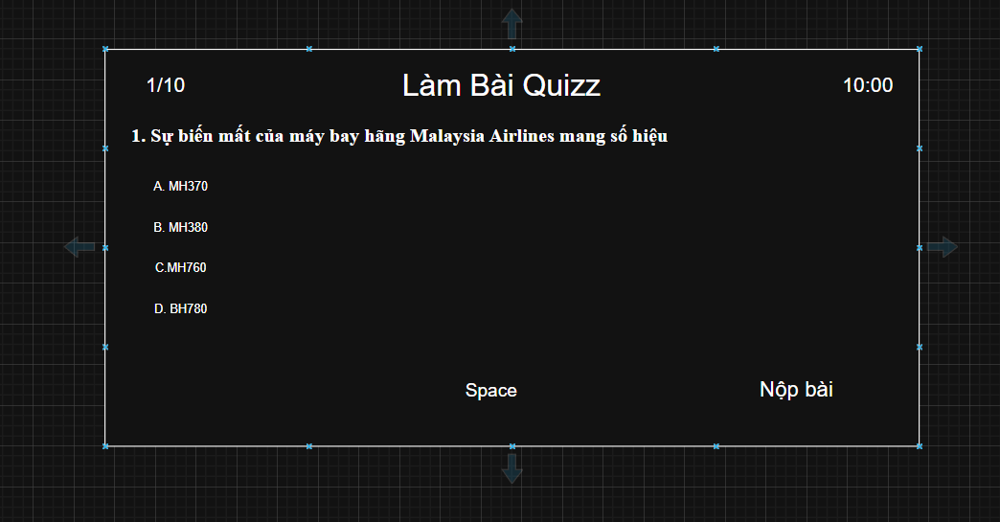 1/10 Làm Bài Quizz 10:00
1. Sự biến mất của máy bay hãng Malaysia Airlines mang số hiệu
A. MH370
B. MH380
C.MH760
D. BH780
Space Nộp bài